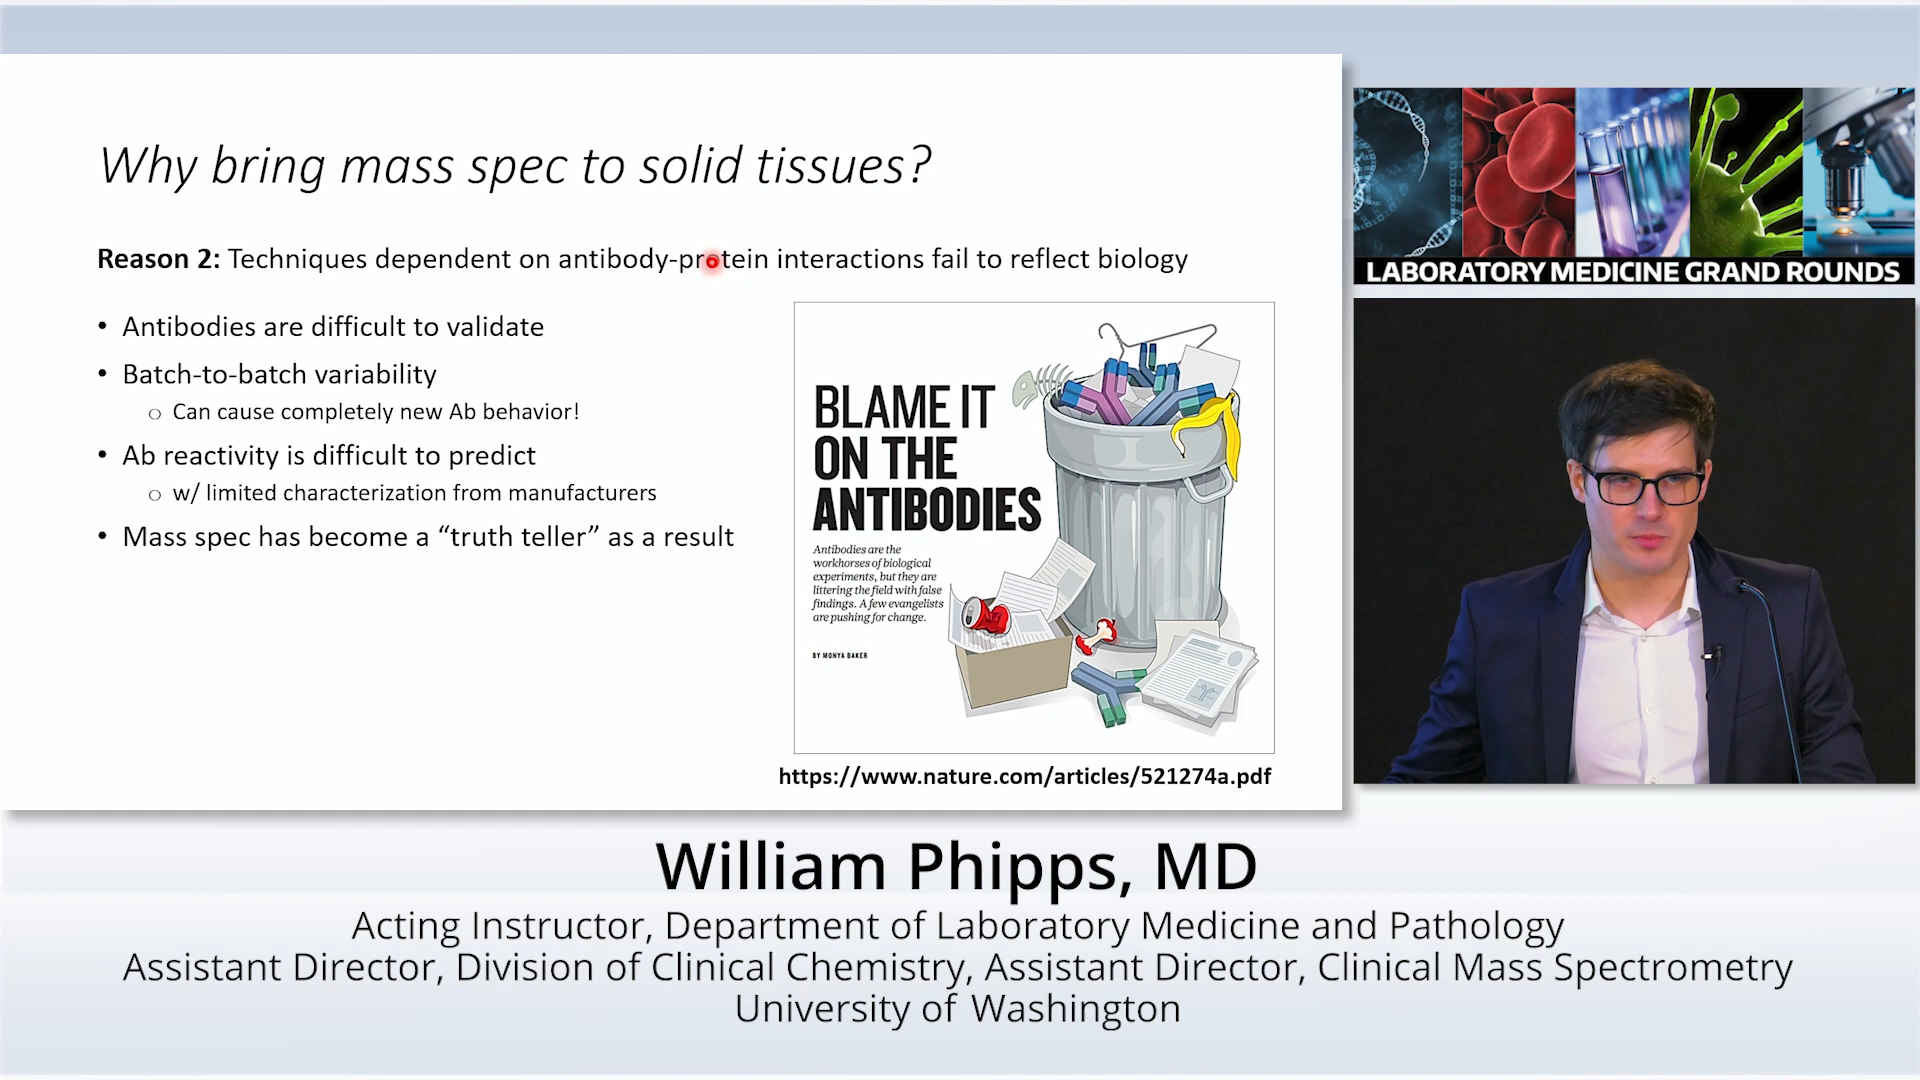 Why bring mass spec to solid tissues?
Reason 2: Techniques dependent on antibody-protein interactions fail to reflect biology
• Antibodies are difficult to validate
• Batch-to-batch variability
o Can cause completely new Ab behavior!
• Ab reactivity is difficult to predict
o w/ limited characterization from manufacturers
• Mass spec has become a “truth teller” as a result
BLAME IT
ON THE
ANTIBODIES
Antibodies are the
workhorses of biological
experiments, but they are
littering the field with false
findings. A few evangelists
are pushing for change.
BY MONYA BAKER
https://www.nature.com/articles/521274a.pdf
LABORATORY MEDICINE GRAND ROUNDS
William Phipps, MD
Acting Instructor, Department of Laboratory Medicine and Pathology
Assistant Director, Division of Clinical Chemistry, Assistant Director, Clinical Mass Spectrometry
University of Washington